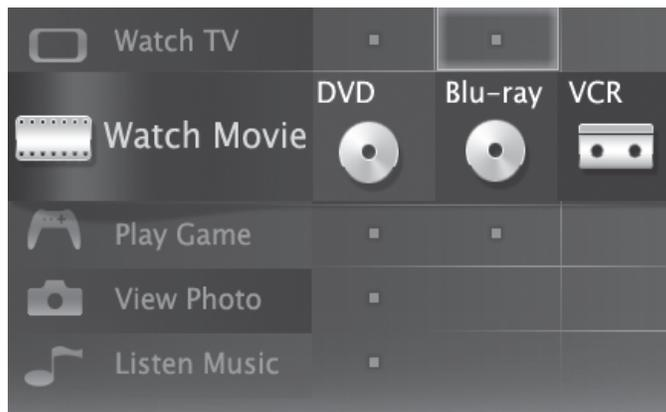 Watch TV
DVD Blu-ray VCR
Watch Movie
Play Game
View Photo
Listen Music